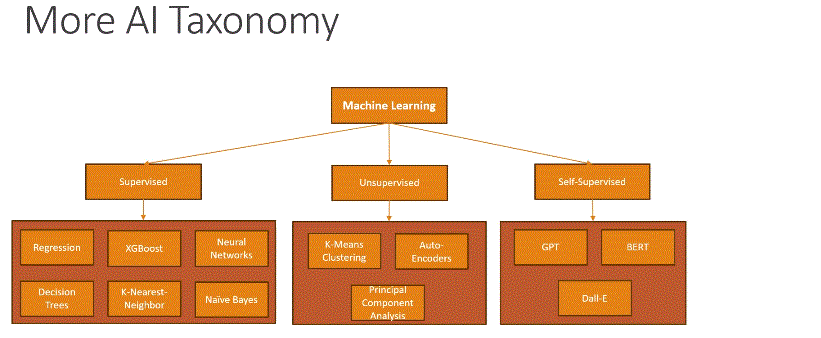 More AI Taxonomy
Machine Learning
Supervised
Unsupervised
Self-Supervised
Regression
XGBoost
Neural
Networks
Decision
Trees
K-Nearest-
Neighbor
Naïve Bayes
K-Means
Clustering
Auto-
Encoders
Principal
Component
Analysis
GPT
BERT
Dall-E